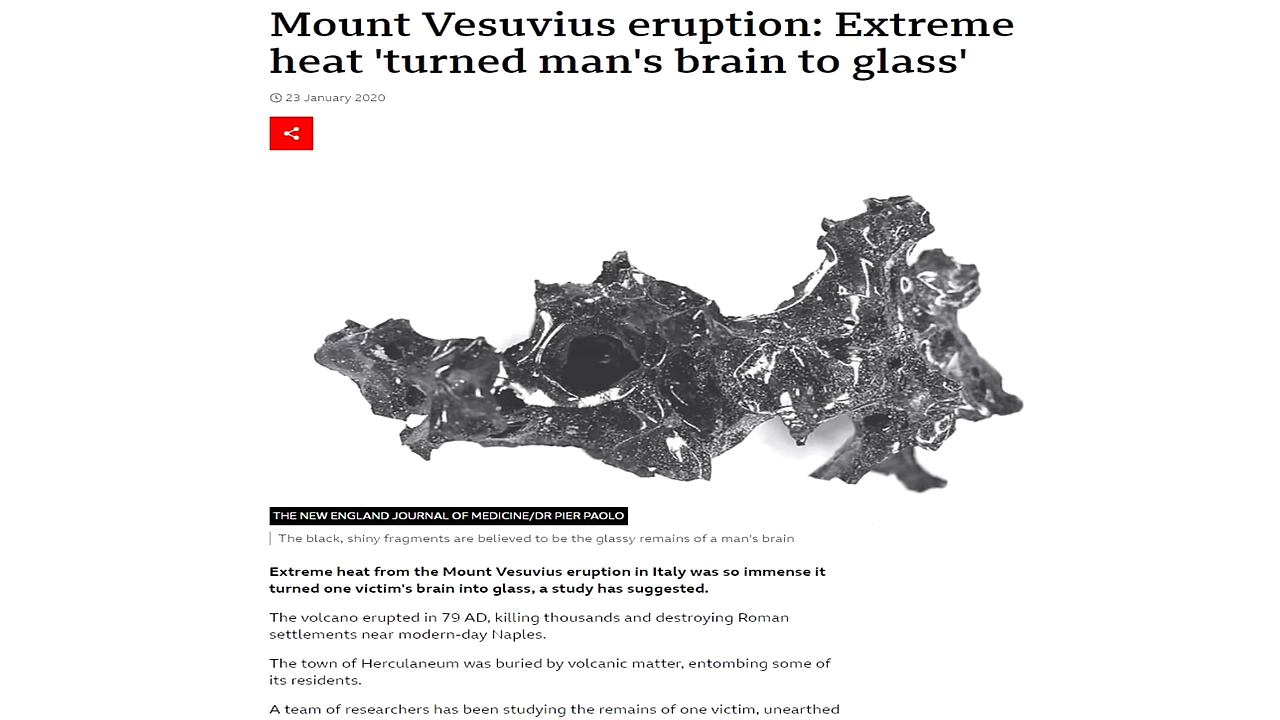 Mount Vesuvius eruption: Extreme
heat 'turned man's brain to glass'
23 January 2020
THE NEW ENGLAND JOURNAL OF MEDICINE/DR PIER PAOLO
The black, shiny fragments are believed to be the glassy remains of a man's brain
Extreme heat from the Mount Vesuvius eruption in Italy was so immense it
turned one victim's brain into glass, a study has suggested.
The volcano erupted in 79 AD, killing thousands and destroying Roman
settlements near modern-day Naples.
The town of Herculaneum was buried by volcanic matter, entombing some of
its residents.
A team of researchers has been studying the remains of one victim, unearthed